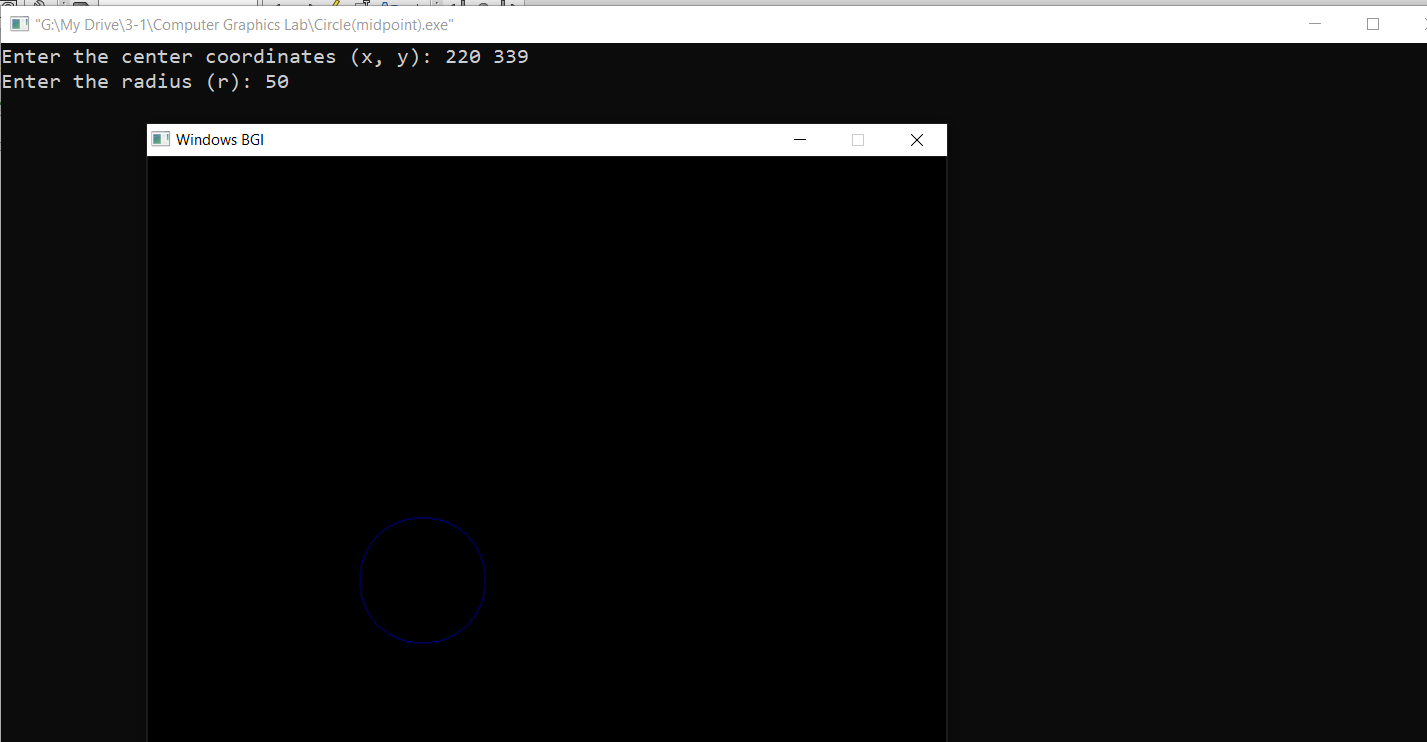 "G:\My Drive\3-1\Computer Graphics Lab\Circle(midpoint).exe"
Enter the center coordinates (x, y): 220 339
Enter the radius (r): 50
Windows BGI